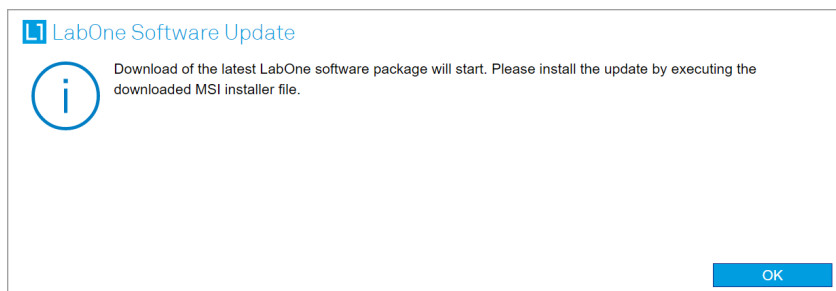 L1 LabOne Software Update
Download of the latest LabOne software package will start. Please install the update by executing the
downloaded MSI installer file.
OK